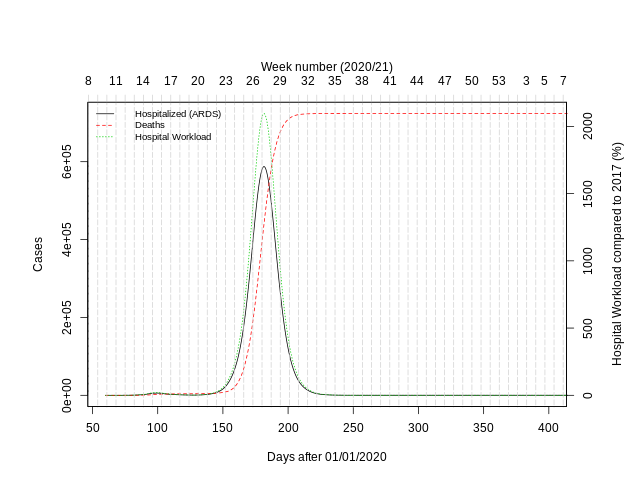 Week number (2020/21)
8 11 14 17 20 23 26 29 32 35 38 41 44 47 50 53 3 5 7
Hospitalized (ARDS)
Deaths
Hospital Workload
Cases
0e+00 2e+05 4e+05 6e+05
Hospital Workload compared to 2017 (%)
0 500 1000 1500 2000
50 100 150 200 250 300 350 400
Days after 01/01/2020